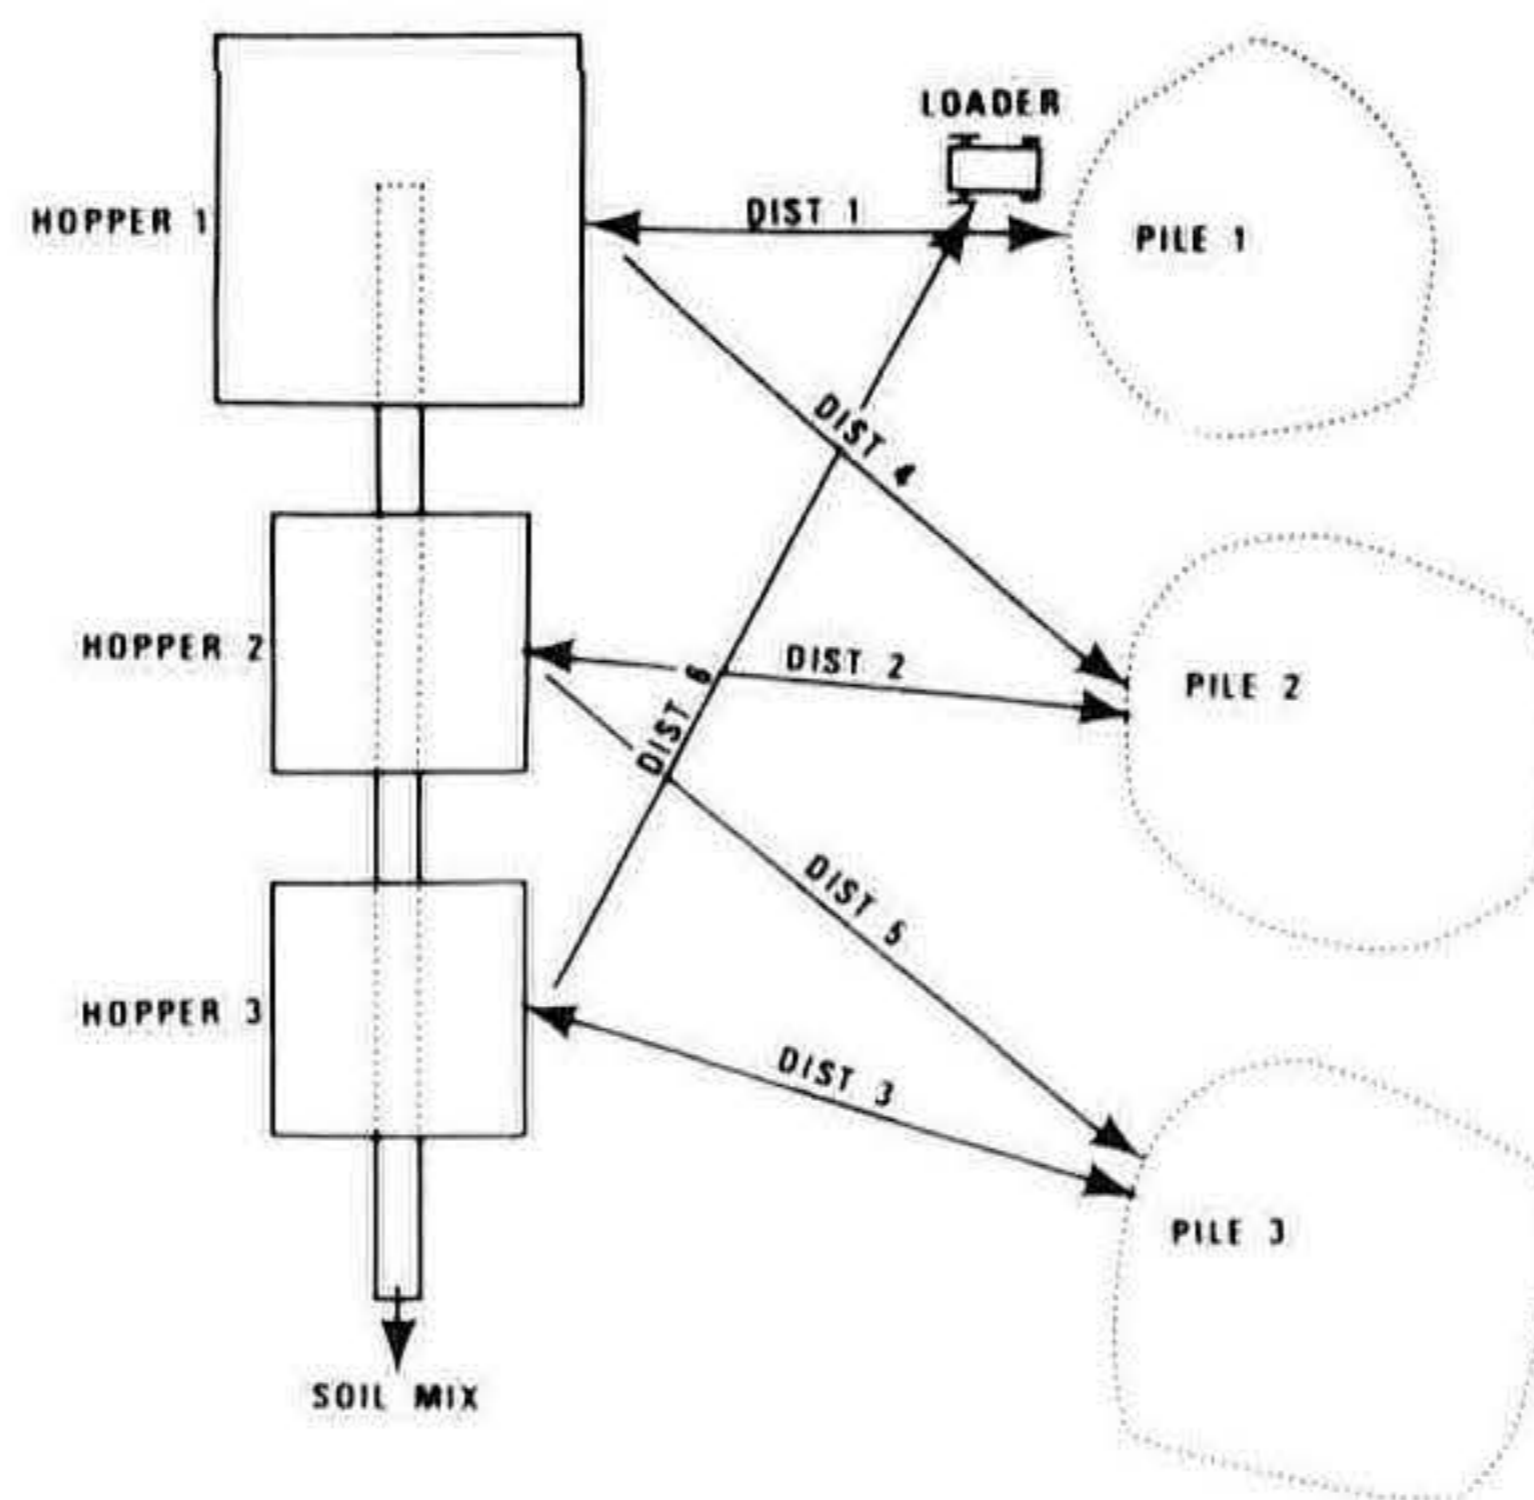 LOADER
HOPPER 1
DIST 1
PILE 1
DIST 4
HOPPER 2
DIST 6
DIST 2
PILE 2
DIST 5
HOPPER 3
DIST 3
PILE 3
SOIL MIX